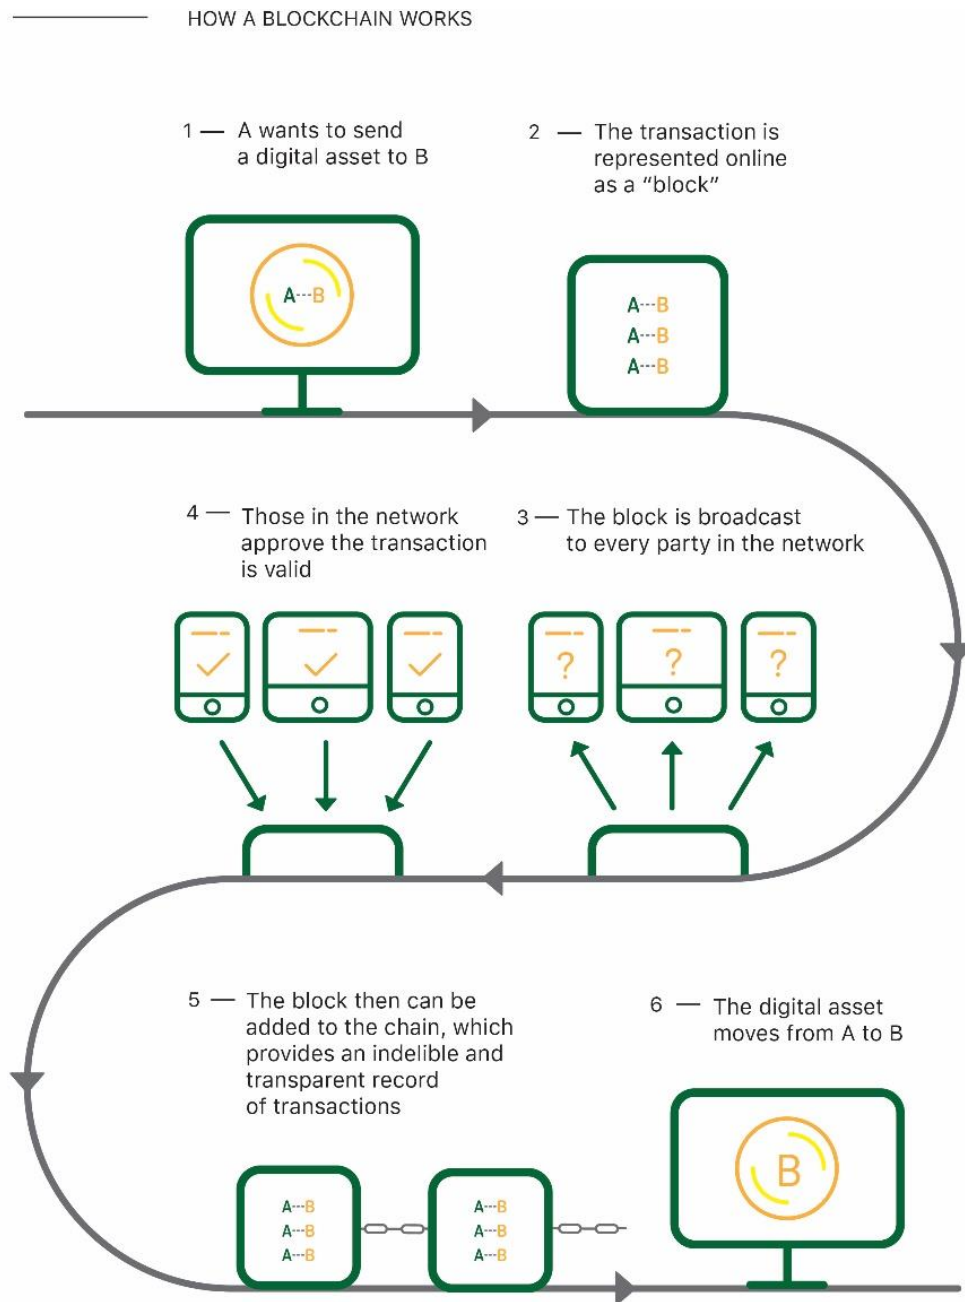 HOW A BLOCKCHAIN WORKS
1 — A wants to send
a digital asset to B
A---B
2 — The transaction is
represented online
as a “block”
A---B
A---B
A---B
3 — The block is broadcast
to every party in the network
?
?
?
4 — Those in the network
approve the transaction
is valid
5 — The block then can be
added to the chain, which
provides an indelible and
transparent record
of transactions
A---B
A---B
A---B
A---B
A---B
A---B
6 — The digital asset
moves from A to B
B